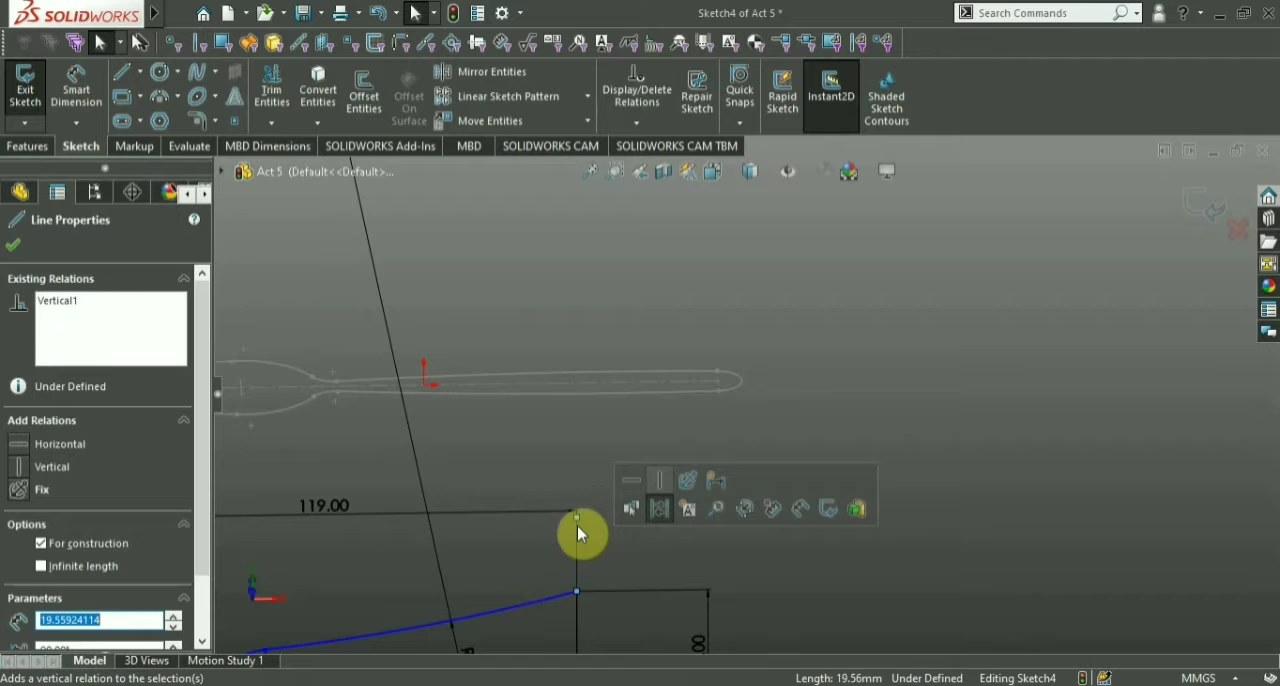 SOLIDWORKS
Sketch4 of Act 5 *
Search Commands
Exit Sketch
Smart Dimension
Trim Entities
Convert Entities
Offset Entities
Offset On Surface
Mirror Entities
Linear Sketch Pattern
Move Entities
Display/Delete Relations
Repair Sketch
Quick Snaps
Rapid Sketch
Instant2D
Shaded Sketch Contours
Features
Sketch
Markup
Evaluate
MBD Dimensions
SOLIDWORKS Add-Ins
MBD
SOLIDWORKS CAM
SOLIDWORKS CAM TBM
Act 5 (Default<<Default>...
Line Properties
Existing Relations
Vertical1
Under Defined
Add Relations
Horizontal
Vertical
Fix
Options
For construction
Infinite length
Parameters
19.55924114
119.00
Model
3D Views
Motion Study 1
Adds a vertical relation to the selection(s)
Length: 19.56mm
Under Defined
Editing Sketch4
MMGS